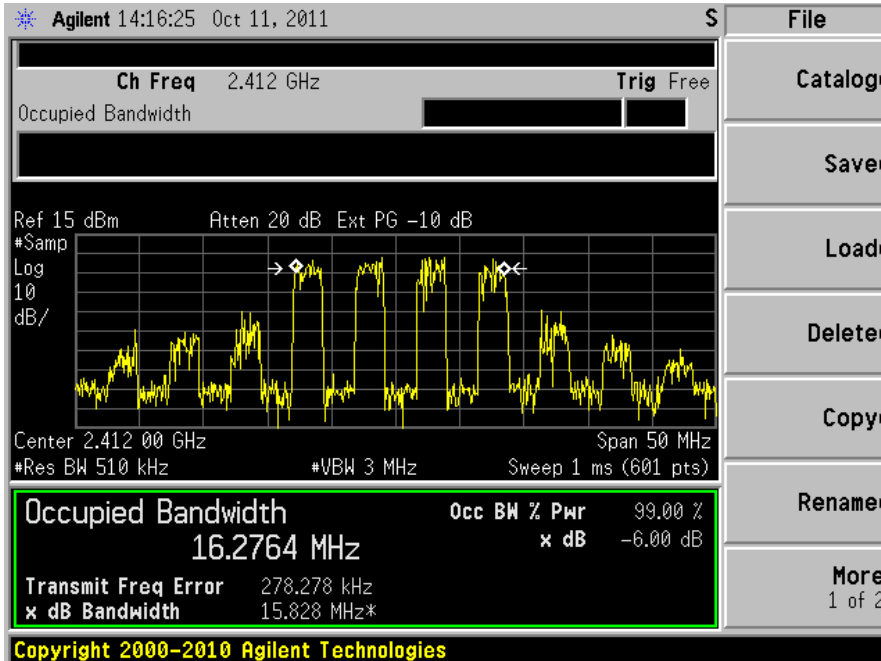 Agilent 14:16:25 Oct 11, 2011 S File
Ch Freq 2.412 GHz Trig Free
Occupied Bandwidth
Catalog
Save
Ref 15 dBm Atten 20 dB Ext PG -10 dB
#Samp
Log
10
dB/
Load
Delete
Copy
Center 2.412 00 GHz Span 50 MHz
#Res BW 510 kHz #VBW 3 MHz Sweep 1 ms (601 pts)
Occupied Bandwidth Occ BW % Pwr 99.00 %
16.2764 MHz x dB -6.00 dB
Rename
Transmit Freq Error 278.278 kHz
x dB Bandwidth 15.828 MHz*
More
1 of 2
Copyright 2000-2010 Agilent Technologies